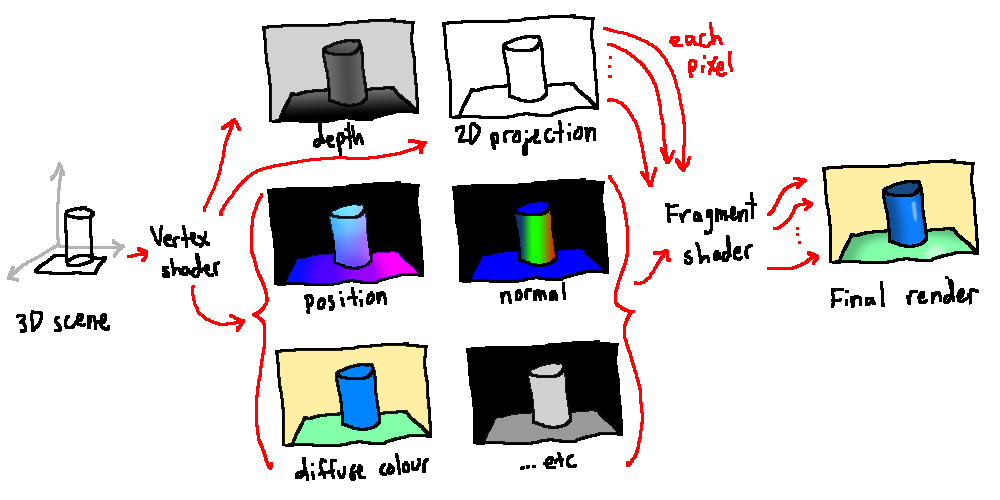 each
pixel
depth
2D projection
Vertex
shader
3D scene
position
normal
Fragment
shader
Final render
diffuse colour
... etc